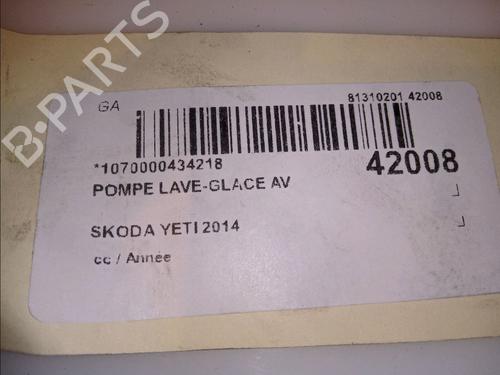 B-PARTS
GA
81310201 42008
*1070000434218
42008
POMPE LAVE-GLACE AV
SKODA YETI 2014
cc / Année